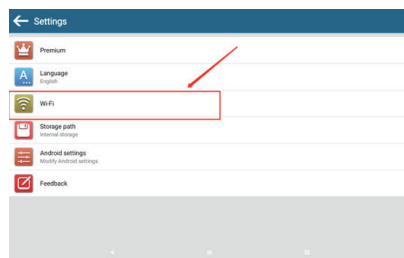 Settings
Premium
Language
English
Wi-Fi
Storage path
Internal storage
Android settings
Modify Android settings
Feedback